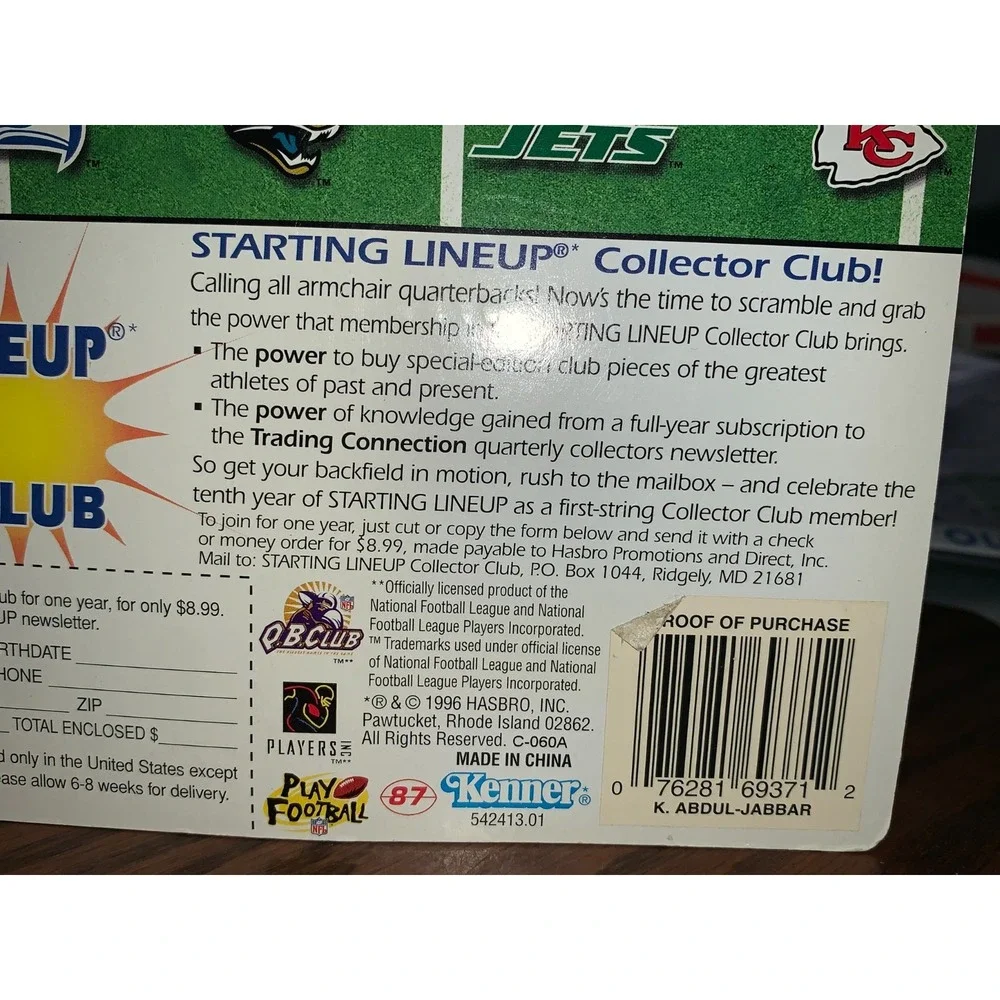 TM
TM
JETS
TM
KC
TM
STARTING LINEUP®* Collector Club!
Calling all armchair quarterbacks! Now's the time to scramble and grab
the power that membership RTING LINEUP Collector Club brings.
▪ The power to buy special-edition club pieces of the greatest
athletes of past and present.
▪ The power of knowledge gained from a full-year subscription to
the Trading Connection quarterly collectors newsletter.
So get your backfield in motion, rush to the mailbox – and celebrate the
tenth year of STARTING LINEUP as a first-string Collector Club member!
To join for one year, just cut or copy the form below and send it with a check
or money order for $8.99, made payable to Hasbro Promotions and Direct, Inc.
Mail to: STARTING LINEUP Collector Club, P.O. Box 1044, Ridgely, MD 21681
EUP®*
LUB
ub for one year, for only $8.99.
UP newsletter.
RTHDATE
HONE
ZIP
TOTAL ENCLOSED $
d only in the United States except
ease allow 6-8 weeks for delivery.
Q.B. CLUB
NFL
TM**
PLAYERS INC
TM**
PLAY
FOOTBALL
NFL
**Officially licensed product of the
National Football League and National
Football League Players Incorporated.
™Trademarks used under official license
of National Football League and National
Football League Players Incorporated.
*® & © 1996 HASBRO, INC.
Pawtucket, Rhode Island 02862.
All Rights Reserved. C-060A
MADE IN CHINA
87
Kenner®
542413.01
ROOF OF PURCHASE
0 76281 69371 2
K. ABDUL-JABBAR